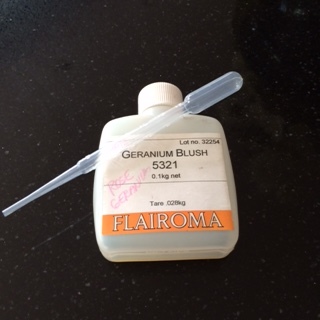 Lot no. 32254
GERANIUM BLUSH
5321
0.1kg net
Tare .028kg
FLAIROMA